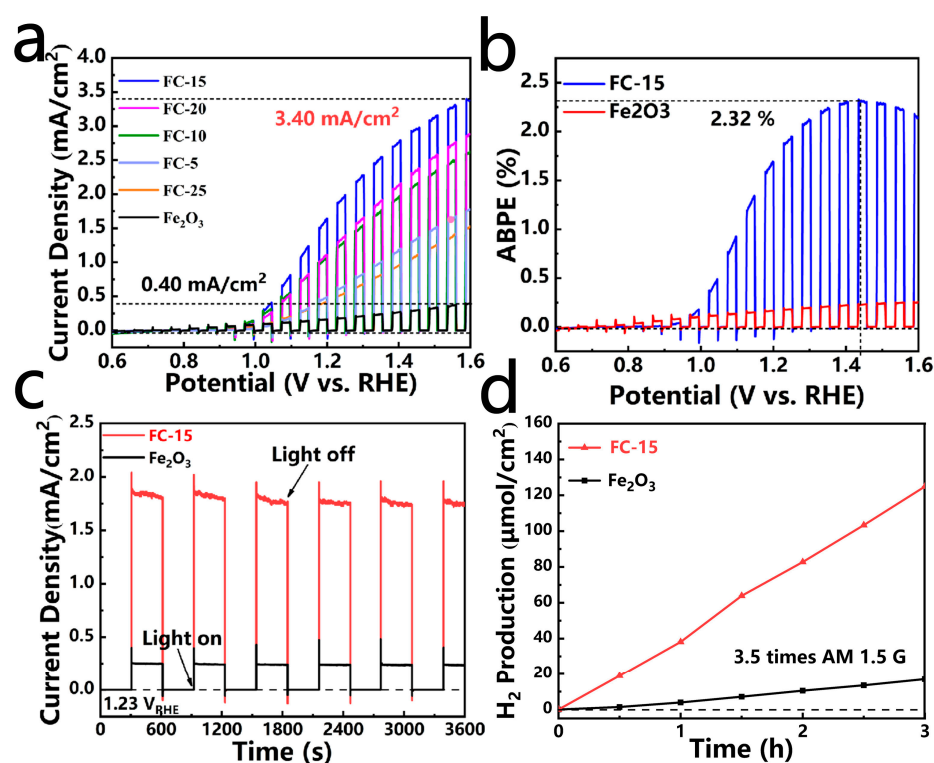 a
Current Density (mA/cm²)
4.0
3.5
3.0
2.5
2.0
1.5
1.0
0.5
0.0
FC-15
FC-20
FC-10
FC-5
FC-25
Fe₂O₃
3.40 mA/cm²
0.40 mA/cm²
0.6 0.8 1.0 1.2 1.4 1.6
Potential (V vs. RHE)
b
ABPE (%)
2.5
2.0
1.5
1.0
0.5
0.0
FC-15
Fe2O3
2.32 %
0.6 0.8 1.0 1.2 1.4 1.6
Potential (V vs. RHE)
c
Current Density(mA/cm²)
2.5
2.0
1.5
1.0
0.5
0.0
FC-15
Fe₂O₃
Light off
Light on
1.23 V_RHE
0 600 1200 1800 2400 3000 3600
Time (s)
d
H₂ Production (μmol/cm²)
160
140
120
100
80
60
40
20
0
FC-15
Fe₂O₃
3.5 times AM 1.5 G
0 1 2 3
Time (h)